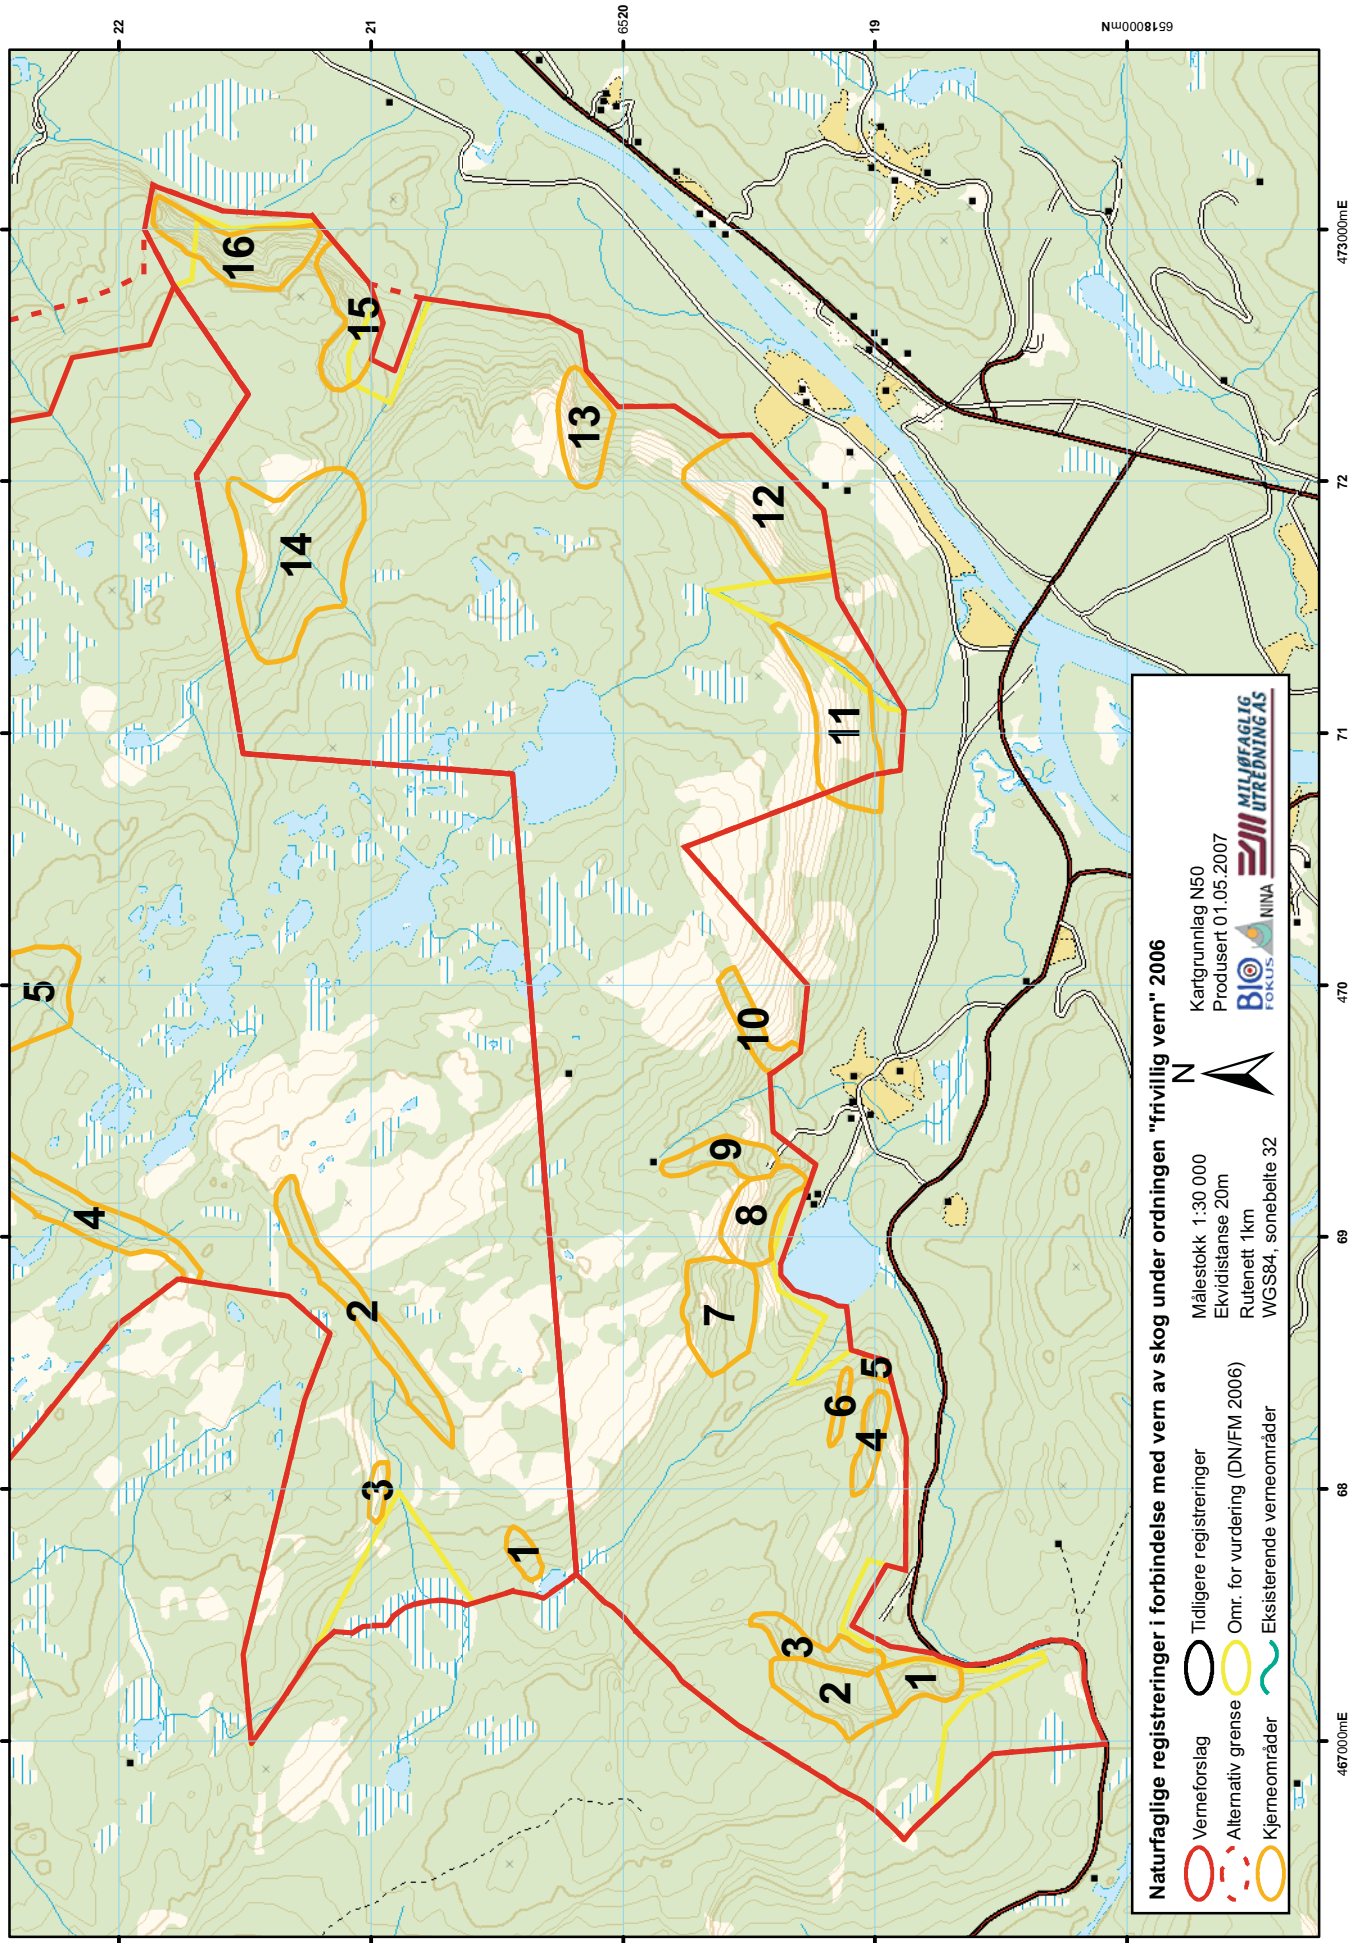 22
21
6520
19
6518000mN
473000mE
72
71
470
69
68
467000mE
16
15
14
13
12
11
10
9
8
7
6
5
4
3
2
1
5
4
2
3
1
Naturfaglige registreringer i forbindelse med vern av skog under ordningen "frivillig vern" 2006
Verneforslag
Alternativ grense
Kjerneområder
Tidligere registreringer
Omr. for vurdering (DN/FM 2006)
Eksisterende verneområder
Målestokk 1:30 000
Ekvidistanse 20m
Rutenett 1km
WGS84, sonebelte 32
N
Kartgrunnlag N50
Produsert 01.05.2007
BIO
FOKUS
NINA
MILJØFAGLIG
UTREDNING AS